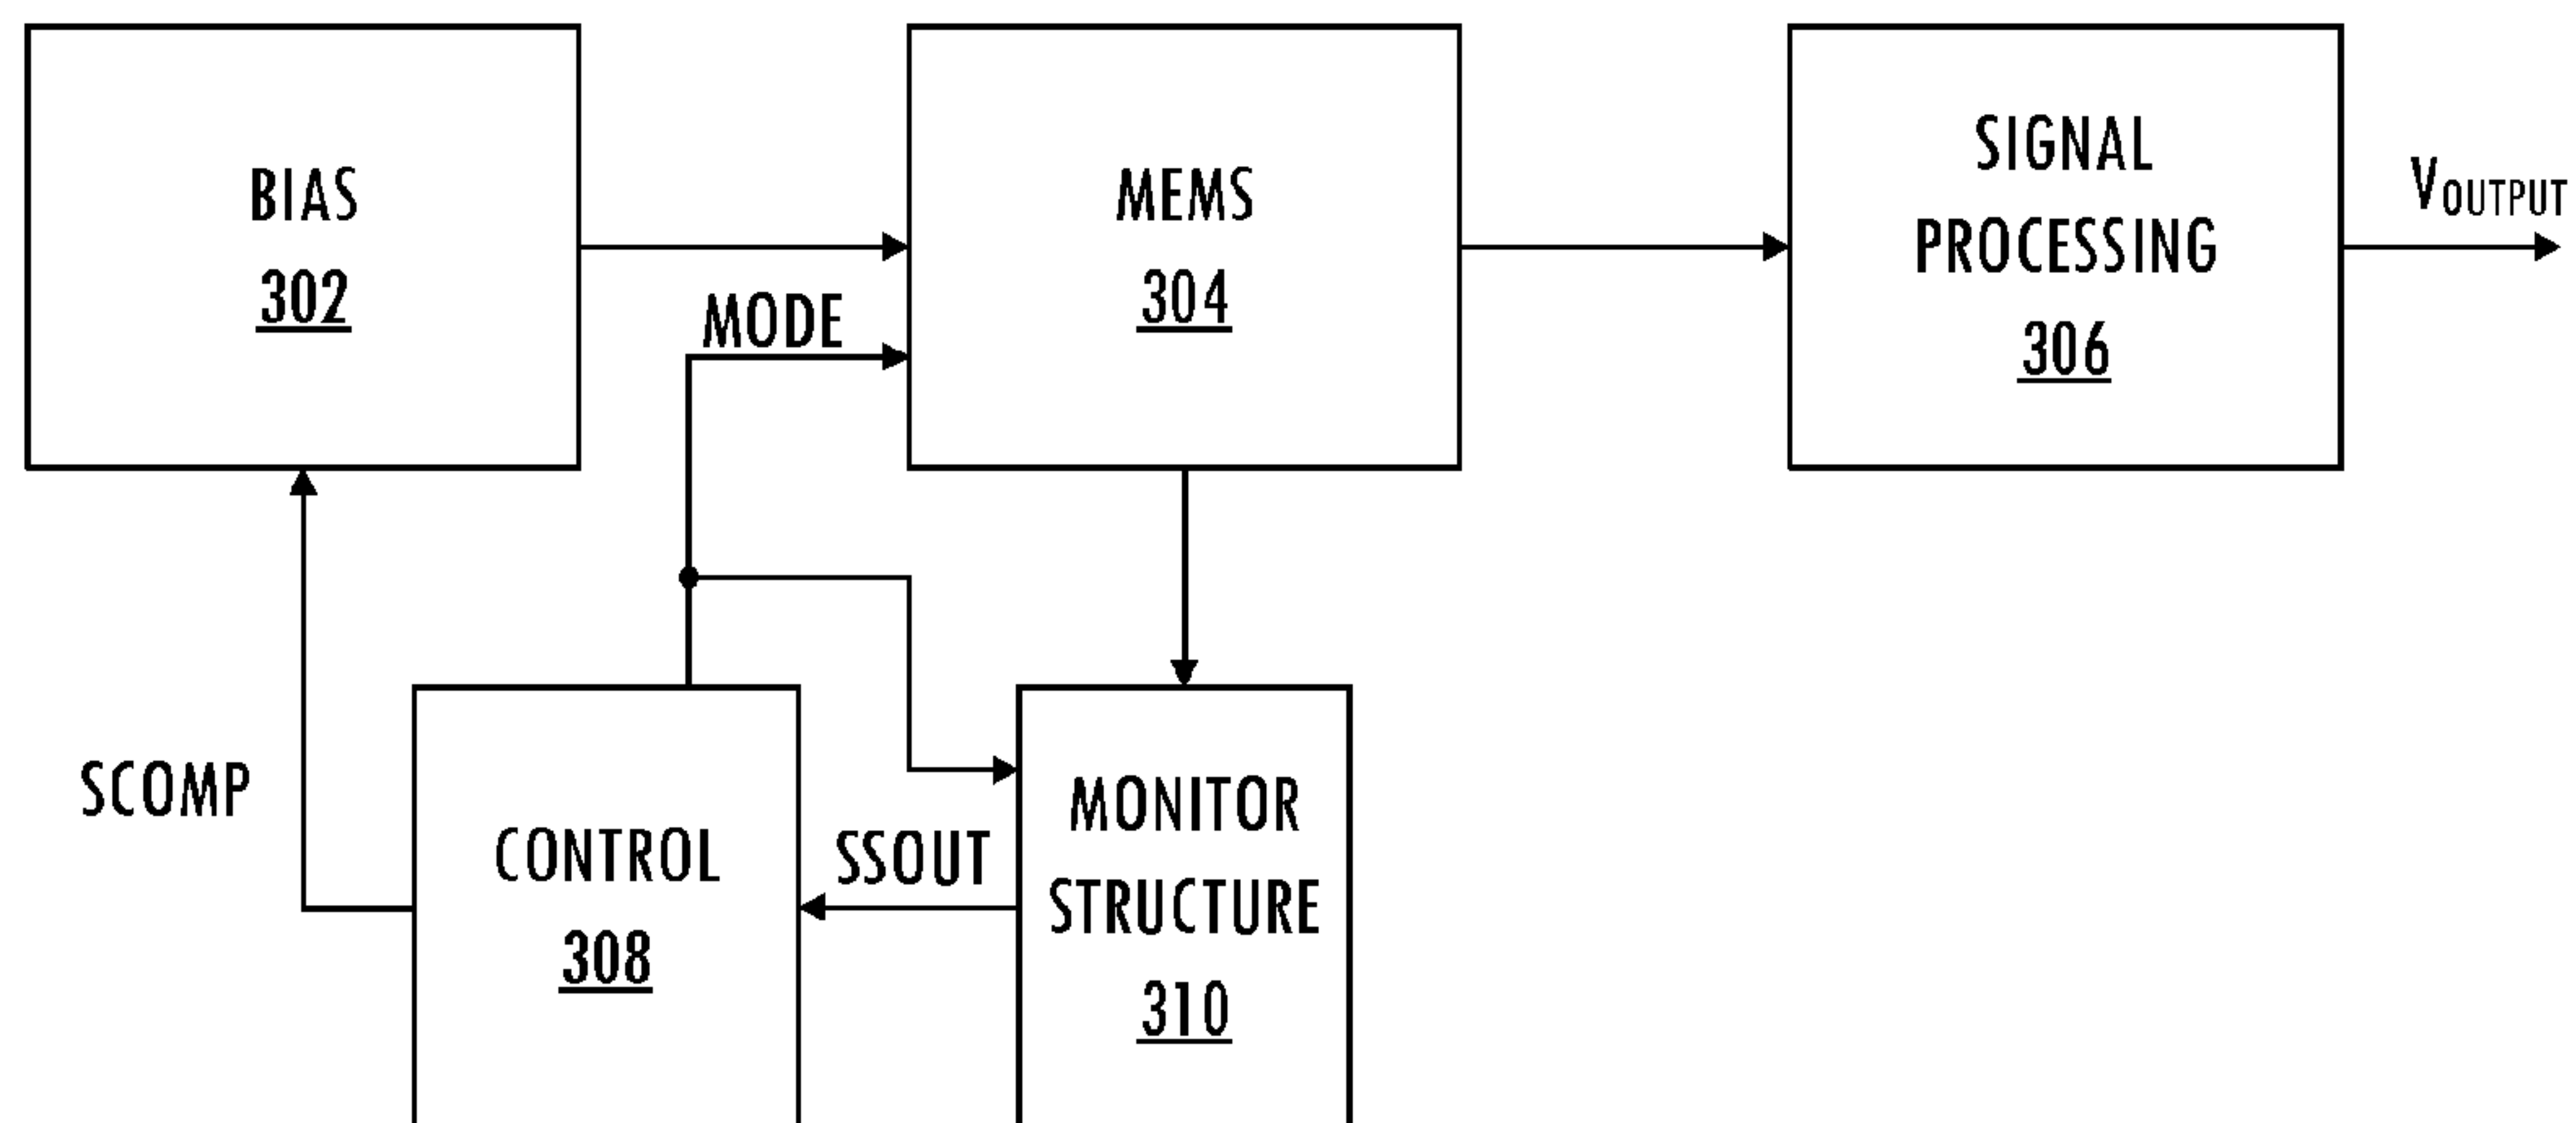 BIAS
302
MEMS
304
SIGNAL
PROCESSING
306
VOUTPUT
MODE
SCOMP
CONTROL
308
SSOUT
MONITOR
STRUCTURE
310